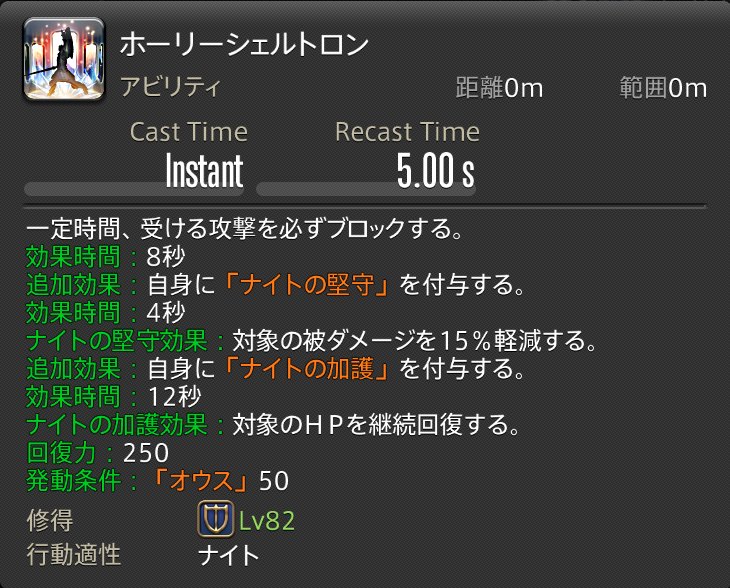 ホーリーシェルトロン
アビリティ 距離0m 範囲0m
Cast Time Recast Time
Instant 5.00 s
一定時間、受ける攻撃を必ずブロックする。
効果時間：8秒
追加効果：自身に「ナイトの堅守」を付与する。
効果時間：4秒
ナイトの堅守効果：対象の被ダメージを15％軽減する。
追加効果：自身に「ナイトの加護」を付与する。
効果時間：12秒
ナイトの加護効果：対象のＨＰを継続回復する。
回復力：250
発動条件：「オウス」50
修得 Lv82
行動適性 ナイト